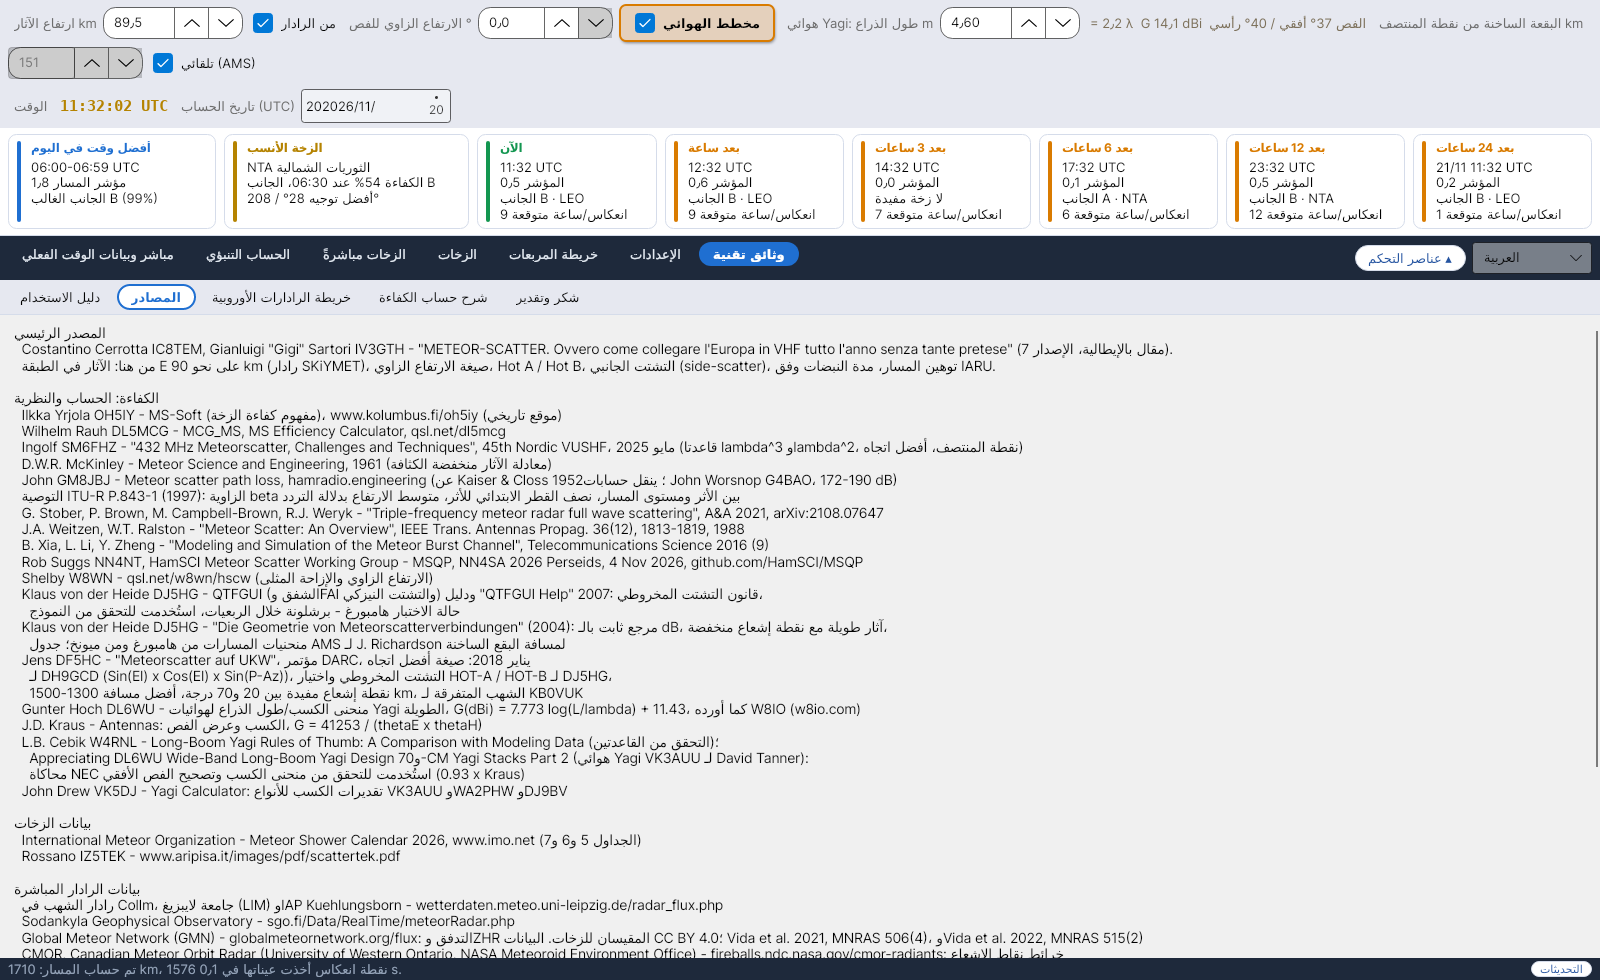 ارتفاع الآثار km 89٫5 من الرادار الارتفاع الزاوي للفص ° 0٫0 مخطط الهوائي هوائي Yagi: طول الذراع m 4٫60 = 2٫2 λ G 14٫1 dBi الفص 37° أفقي / 40° رأسي البقعة الساخنة من نقطة المنتصف km
151 تلقائي (AMS)
الوقت 11:32:02 UTC تاريخ الحساب (UTC) 202026/11/ 20
أفضل وقت في اليوم
06:00-06:59 UTC
مؤشر المسار 1٫8
الجانب الغالب B (99%)
الزخة الأنسب
NTA الثوريات الشمالية
الكفاءة 54% عند 06:30، الجانب B
أفضل توجيه 28° / 208°
الآن
11:32 UTC
المؤشر 0٫5
الجانب B · LEO
انعكاس/ساعة متوقعة 9
بعد ساعة
12:32 UTC
المؤشر 0٫6
الجانب B · LEO
انعكاس/ساعة متوقعة 9
بعد 3 ساعات
14:32 UTC
المؤشر 0٫0
لا زخة مفيدة
انعكاس/ساعة متوقعة 7
بعد 6 ساعات
17:32 UTC
المؤشر 0٫1
الجانب A · NTA
انعكاس/ساعة متوقعة 6
بعد 12 ساعات
23:32 UTC
المؤشر 0٫5
الجانب B · NTA
انعكاس/ساعة متوقعة 12
بعد 24 ساعات
21/11 11:32 UTC
المؤشر 0٫2
الجانب B · LEO
انعكاس/ساعة متوقعة 1
مباشر وبيانات الوقت الفعلي الحساب التنبؤي الزخات مباشرةً الزخات خريطة المربعات الإعدادات وثائق تقنية عناصر التحكم ▴ العربية
دليل الاستخدام المصادر خريطة الرادارات الأوروبية شرح حساب الكفاءة شكر وتقدير
المصدر الرئيسي
Costantino Cerrotta IC8TEM, Gianluigi "Gigi" Sartori IV3GTH - "METEOR-SCATTER. Ovvero come collegare l'Europa in VHF tutto l'anno senza tante pretese" (مقال بالإيطالية، الإصدار 7).
من هنا: الآثار في الطبقة E على نحو 90 km (رادار SKiYMET)، صيغة الارتفاع الزاوي، Hot A / Hot B، التشتت الجانبي (side-scatter)، توهين المسار، مدة النبضات وفق IARU.
الكفاءة: الحساب والنظرية
Ilkka Yrjola OH5IY - MS-Soft (مفهوم كفاءة الزخة)، www.kolumbus.fi/oh5iy (موقع تاريخي)
Wilhelm Rauh DL5MCG - MCG_MS, MS Efficiency Calculator, qsl.net/dl5mcg
Ingolf SM6FHZ - "432 MHz Meteorscatter, Challenges and Techniques", 45th Nordic VUSHF، مايو 2025 (قاعدتا lambda^3 وlambda^2، نقطة المنتصف، أفضل اتجاه)
D.W.R. McKinley - Meteor Science and Engineering, 1961 (معادلة الآثار منخفضة الكثافة)
John GM8JBJ - Meteor scatter path loss, hamradio.engineering (عن Kaiser & Closs 1952؛ ينقل حسابات John Worsnop G4BAO، 172-190 dB)
التوصية ITU-R P.843-1 (1997): الزاوية beta بين الأثر ومستوى المسار، نصف القطر الابتدائي للأثر، متوسط الارتفاع بدلالة التردد
G. Stober, P. Brown, M. Campbell-Brown, R.J. Weryk - "Triple-frequency meteor radar full wave scattering", A&A 2021, arXiv:2108.07647
J.A. Weitzen, W.T. Ralston - "Meteor Scatter: An Overview", IEEE Trans. Antennas Propag. 36(12), 1813-1819, 1988
B. Xia, L. Li, Y. Zheng - "Modeling and Simulation of the Meteor Burst Channel", Telecommunications Science 2016 (9)
Rob Suggs NN4NT, HamSCI Meteor Scatter Working Group - MSQP, NN4SA 2026 Perseids, 4 Nov 2026, github.com/HamSCI/MSQP
Shelby W8WN - qsl.net/w8wn/hscw (الارتفاع الزاوي والإزاحة المثلى)
Klaus von der Heide DJ5HG - QTFGUI (الشفق وFAI والتشتت النيزكي) ودليل "QTFGUI Help" 2007: قانون التشتت المخروطي،
حالة الاختبار هامبورغ - برشلونة خلال الربعيات، استُخدمت للتحقق من النموذج
Klaus von der Heide DJ5HG - "Die Geometrie von Meteorscatterverbindungen" (2004): مرجع ثابت بالـ dB، آثار طويلة مع نقطة إشعاع منخفضة،
منحنيات المسارات من هامبورغ ومن ميونخ؛ جدول AMS لـ J. Richardson لمسافة البقع الساخنة
Jens DF5HC - "Meteorscatter auf UKW"، مؤتمر DARC، يناير 2018: صيغة أفضل اتجاه
لـ DH9GCD (Sin(El) x Cos(El) x Sin(P-Az))، التشتت المخروطي واختيار HOT-A / HOT-B لـ DJ5HG،
نقطة إشعاع مفيدة بين 20 و70 درجة، أفضل مسافة 1300-1500 km، الشهب المتفرقة لـ KB0VUK
Gunter Hoch DL6WU - منحنى الكسب/طول الذراع لهوائيات Yagi الطويلة، G(dBi) = 7.773 log(L/lambda) + 11.43، كما أورده W8IO (w8io.com)
J.D. Kraus - Antennas: الكسب وعرض الفص، G = 41253 / (thetaE x thetaH)
L.B. Cebik W4RNL - Long-Boom Yagi Rules of Thumb: A Comparison with Modeling Data (التحقق من القاعدتين)؛
Appreciating DL6WU Wide-Band Long-Boom Yagi Design و70-CM Yagi Stacks Part 2 (هوائي Yagi VK3AUU لـ David Tanner):
محاكاة NEC استُخدمت للتحقق من منحنى الكسب وتصحيح الفص الأفقي (0.93 x Kraus)
John Drew VK5DJ - Yagi Calculator: تقديرات الكسب للأنواع VK3AUU وWA2PHW وDJ9BV
بيانات الزخات
International Meteor Organization - Meteor Shower Calendar 2026, www.imo.net (الجداول 5 و6 و7)
Rossano IZ5TEK - www.aripisa.it/images/pdf/scattertek.pdf
بيانات الرادار المباشرة
رادار الشهب في Collm، جامعة لايبزيغ (LIM) وIAP Kuehlungsborn - wetterdaten.meteo.uni-leipzig.de/radar_flux.php
Sodankyla Geophysical Observatory - sgo.fi/Data/RealTime/meteorRadar.php
Global Meteor Network (GMN) - globalmeteornetwork.org/flux: التدفق وZHR المقيسان للزخات. البيانات CC BY 4.0؛ Vida et al. 2021, MNRAS 506(4)، وVida et al. 2022, MNRAS 515(2)
CMOR, Canadian Meteor Orbit Radar (University of Western Ontario, NASA Meteoroid Environment Office) - fireballs.ndc.nasa.gov/cmor-radiants: خرائط نقاط الإشعاع
تم حساب المسار: 1710 km، 1576 نقطة انعكاس أخذت عيناتها في 0٫1 s. التحديثات